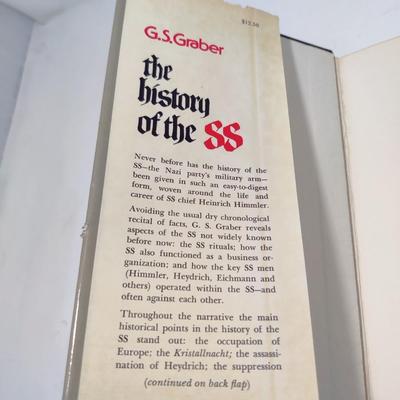 $12.50
G.S.Graber
the
history
of the SS
Never before has the history of the
SS—the Nazi party's military arm—
been given in such an easy-to-digest
form, woven around the life and
career of SS chief Heinrich Himmler.
Avoiding the usual dry chronological
recital of facts, G. S. Graber reveals
aspects of the SS not widely known
before now: the SS rituals; how the
SS also functioned as a business or-
ganization; and how the key SS men
(Himmler, Heydrich, Eichmann and
others) operated within the SS—and
often against each other.
Throughout the narrative the main
historical points in the history of the
SS stand out: the occupation of
Europe; the Kristallnacht; the assassi-
nation of Heydrich; the suppression
(continued on back flap)